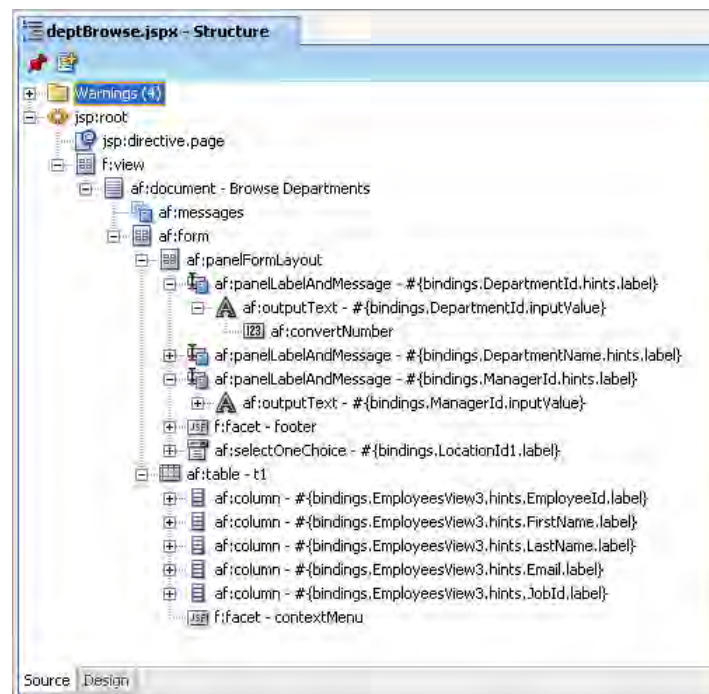 deptBrowse.jspx - Structure
Warnings (4)
jsp:root
jsp:directive.page
f:view
af:document - Browse Departments
af:messages
af:form
af:panelFormLayout
af:panelLabelAndMessage - #{bindings.DepartmentId.hints.label}
af:outputText - #{bindings.DepartmentId.inputValue}
123 af:convertNumber
af:panelLabelAndMessage - #{bindings.DepartmentName.hints.label}
af:panelLabelAndMessage - #{bindings.ManagerId.hints.label}
af:outputText - #{bindings.ManagerId.inputValue}
JSF f:facet - footer
af:selectOneChoice - #{bindings.LocationId1.label}
af:table - t1
af:column - #{bindings.EmployeesView3.hints.EmployeeId.label}
af:column - #{bindings.EmployeesView3.hints.FirstName.label}
af:column - #{bindings.EmployeesView3.hints.LastName.label}
af:column - #{bindings.EmployeesView3.hints.Email.label}
af:column - #{bindings.EmployeesView3.hints.JobId.label}
JSF f:facet - contextMenu
Source Design